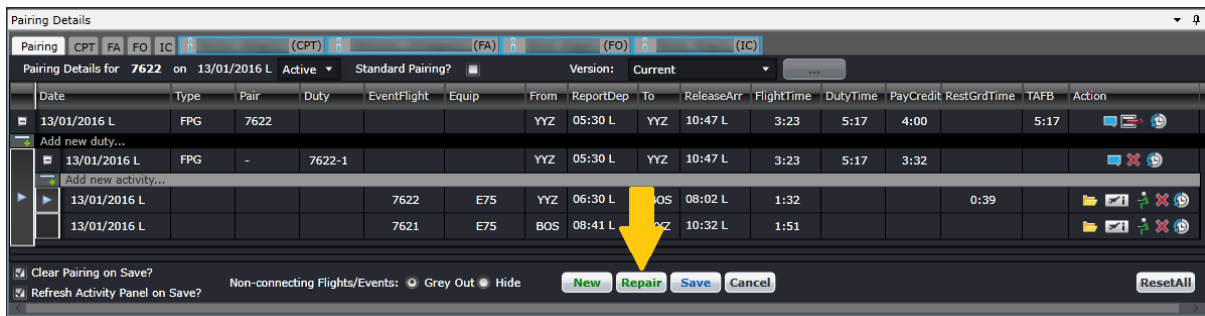 Pairing Details
Pairing CPT FA FO IC (CPT) (FA) (FO) (IC)
Pairing Details for 7622 on 13/01/2016 L Active Standard Pairing? Version: Current ...
Date Type Pair Duty EventFlight Equip From ReportDep To ReleaseArr FlightTime DutyTime PayCredit RestGrdTime TAFB Action
13/01/2016 L FPG 7622 YYZ 05:30 L YYZ 10:47 L 3:23 5:17 4:00 5:17
Add new duty...
13/01/2016 L FPG - 7622-1 YYZ 05:30 L YYZ 10:47 L 3:23 5:17 3:32
Add new activity...
13/01/2016 L 7622 E75 YYZ 06:30 L BOS 08:02 L 1:32 0:39
13/01/2016 L 7621 E75 BOS 08:41 L YYZ 10:32 L 1:51
Clear Pairing on Save?
Non-connecting Flights/Events: Grey Out Hide New Repair Save Cancel ResetAll
Refresh Activity Panel on Save?